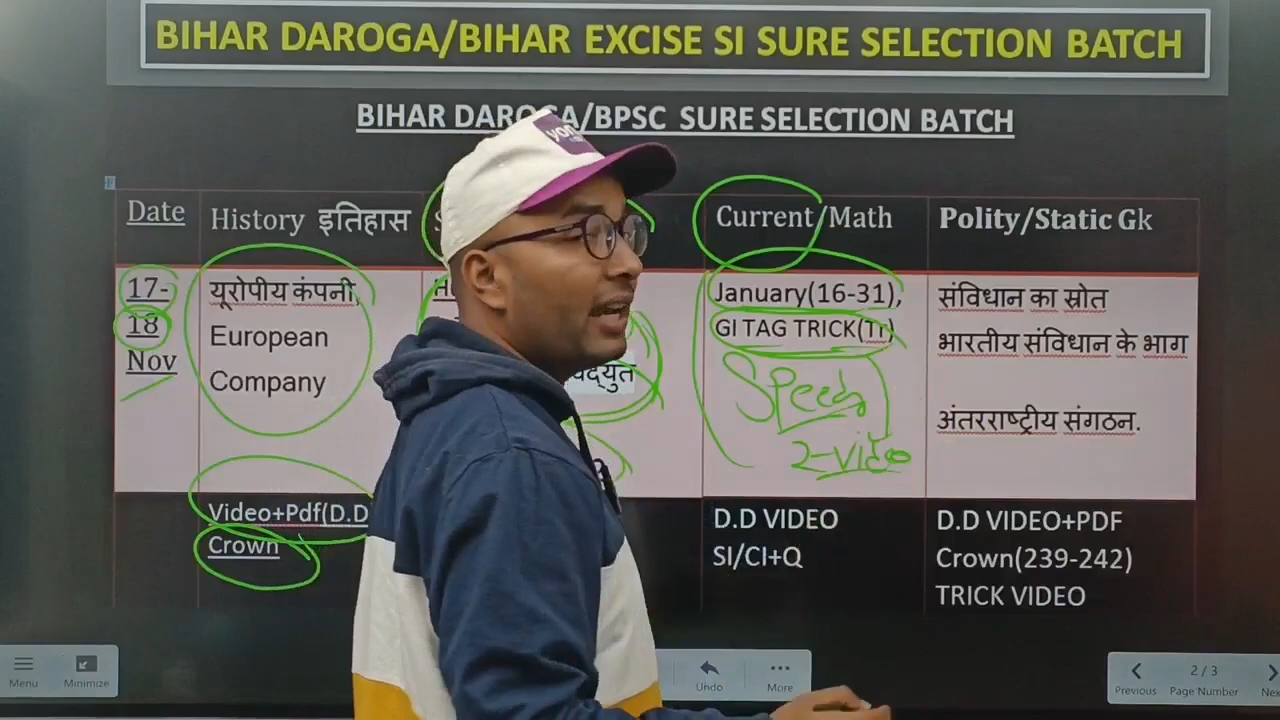 BIHAR DAROGA/BIHAR EXCISE SI SURE SELECTION BATCH
BIHAR DAROGA/BPSC SURE SELECTION BATCH
Date
History इतिहास
Current/Math
Polity/Static Gk
17-
18
Nov
यूरोपीय कंपनी,
European
Company
January(16-31),
GI TAG TRICK(Tr)
Speedy
2-Video
संविधान का स्रोत
भारतीय संविधान के भाग
अंतरराष्ट्रीय संगठन.
Video+Pdf(D.D
Crown
D.D VIDEO
SI/CI+Q
D.D VIDEO+PDF
Crown(239-242)
TRICK VIDEO
Menu
Minimize
Undo
More
Previous
2 / 3
Page Number